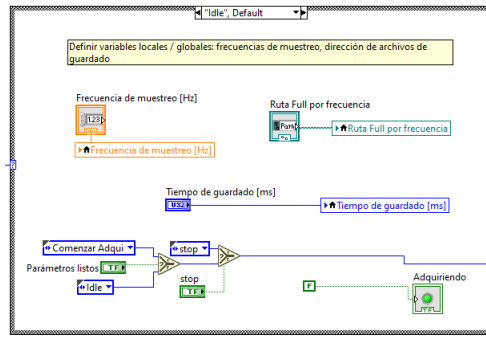 "Idle", Default
Definir variables locales / globales: frecuencias de muestreo, dirección de archivos de
guardado
Frecuencia de muestreo [Hz]
123
Frecuencia de muestreo [Hz]
Ruta Full por frecuencia
Path
Ruta Full por frecuencia
Tiempo de guardado [ms]
U32
Tiempo de guardado [ms]
Comenzar Adqui
stop
Parámetros listos
TF
Idle
stop
TF
F
Adquiriendo
TF
?